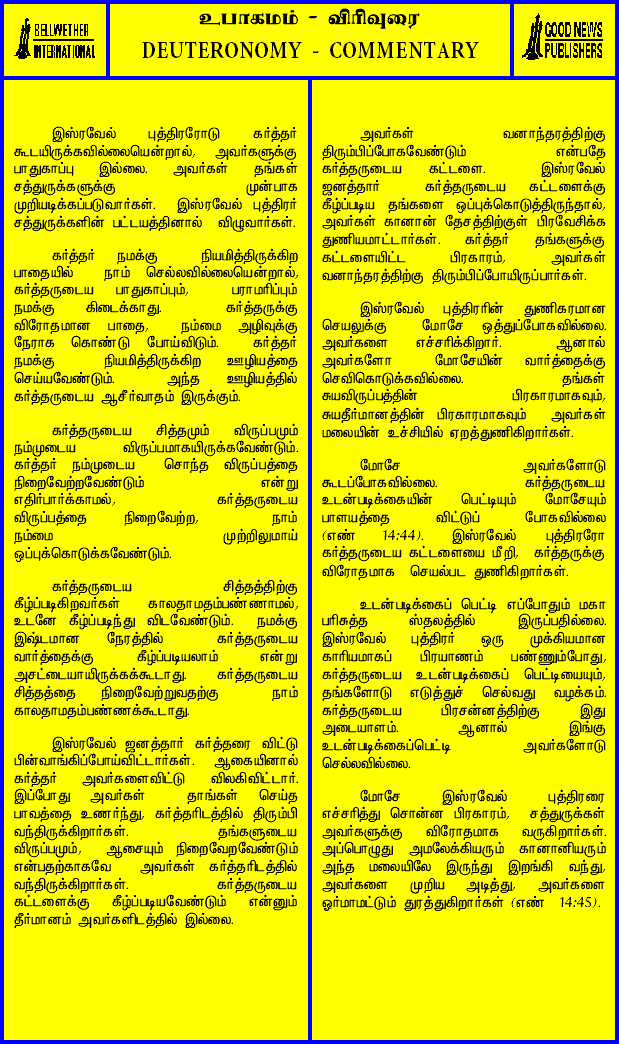 BELLWETHER
INTERNATIONAL
உபாகமம் - விரிவுரை
DEUTERONOMY - COMMENTARY
GOOD NEWS
PUBLISHERS
இஸ்ரவேல் புத்திரரோடு கர்த்தர்
கூடயிருக்கவில்லையென்றால், அவர்களுக்கு
பாதுகாப்பு இல்லை. அவர்கள் தங்கள்
சத்துருக்களுக்கு முன்பாக
முறியடிக்கப்படுவார்கள். இஸ்ரவேல் புத்திரர்
சத்துருக்களின் பட்டயத்தினால் விழுவார்கள்.
கர்த்தர் நமக்கு நியமித்திருக்கிற
பாதையில் நாம் செல்லவில்லையென்றால்,
கர்த்தருடைய பாதுகாப்பும், பராமரிப்பும்
நமக்கு கிடைக்காது. கர்த்தருக்கு
விரோதமான பாதை, நம்மை அழிவுக்கு
நேராக கொண்டு போய்விடும். கர்த்தர்
நமக்கு நியமித்திருக்கிற ஊழியத்தை
செய்யவேண்டும். அந்த ஊழியத்தில்
கர்த்தருடைய ஆசீர்வாதம் இருக்கும்.
கர்த்தருடைய சித்தமும் விருப்பமும்
நம்முடைய விருப்பமாகயிருக்கவேண்டும்.
கர்த்தர் நம்முடைய சொந்த விருப்பத்தை
நிறைவேற்றவேண்டும் என்று
எதிர்பார்க்காமல், கர்த்தருடைய
விருப்பத்தை நிறைவேற்ற, நாம்
நம்மை முற்றிலுமாய்
ஒப்புக்கொடுக்கவேண்டும்.
கர்த்தருடைய சித்தத்திற்கு
கீழ்ப்படிகிறவர்கள் காலதாமதம்பண்ணாமல்,
உடனே கீழ்ப்படிந்து விடவேண்டும். நமக்கு
இஷ்டமான நேரத்தில் கர்த்தருடைய
வார்த்தைக்கு கீழ்ப்படியலாம் என்று
அசட்டையாயிருக்கக்கூடாது. கர்த்தருடைய
சித்தத்தை நிறைவேற்றுவதற்கு நாம்
காலதாமதம்பண்ணக்கூடாது.
இஸ்ரவேல் ஜனத்தார் கர்த்தரை விட்டு
பின்வாங்கிப்போய்விட்டார்கள். ஆகையினால்
கர்த்தர் அவர்களைவிட்டு விலகிவிட்டார்.
இப்போது அவர்கள் தாங்கள் செய்த
பாவத்தை உணர்ந்து, கர்த்தரிடத்தில் திரும்பி
வந்திருக்கிறார்கள். தங்களுடைய
விருப்பமும், ஆசையும் நிறைவேறவேண்டும்
என்பதற்காகவே அவர்கள் கர்த்தரிடத்தில்
வந்திருக்கிறார்கள். கர்த்தருடைய
கட்டளைக்கு கீழ்ப்படியவேண்டும் என்னும்
தீர்மானம் அவர்களிடத்தில் இல்லை.
அவர்கள் வனாந்தரத்திற்கு
திரும்பிப்போகவேண்டும் என்பதே
கர்த்தருடைய கட்டளை. இஸ்ரவேல்
ஜனத்தார் கர்த்தருடைய கட்டளைக்கு
கீழ்ப்படிய தங்களை ஒப்புக்கொடுத்திருந்தால்,
அவர்கள் கானான் தேசத்திற்குள் பிரவேசிக்க
துணியமாட்டார்கள். கர்த்தர் தங்களுக்கு
கட்டளையிட்ட பிரகாரம், அவர்கள்
வனாந்தரத்திற்கு திரும்பிப்போயிருப்பார்கள்.
இஸ்ரவேல் புத்திரரின் துணிகரமான
செயலுக்கு மோசே ஒத்துப்போகவில்லை.
அவர்களை எச்சரிக்கிறார். ஆனால்
அவர்களோ மோசேயின் வார்த்தைக்கு
செவிகொடுக்கவில்லை. தங்கள்
சுயவிருப்பத்தின் பிரகாரமாகவும்,
சுயதீர்மானத்தின் பிரகாரமாகவும் அவர்கள்
மலையின் உச்சியில் ஏறத்துணிகிறார்கள்.
மோசே அவர்களோடு
கூடப்போகவில்லை. கர்த்தருடைய
உடன்படிக்கையின் பெட்டியும் மோசேயும்
பாளயத்தை விட்டுப் போகவில்லை
(எண் 14:44). இஸ்ரவேல் புத்திரரோ
கர்த்தருடைய கட்டளையை மீறி, கர்த்தருக்கு
விரோதமாக செயல்பட துணிகிறார்கள்.
உடன்படிக்கைப் பெட்டி எப்போதும் மகா
பரிசுத்த ஸ்தலத்தில் இருப்பதில்லை.
இஸ்ரவேல் புத்திரர் ஒரு முக்கியமான
காரியமாகப் பிரயாணம் பண்ணும்போது,
கர்த்தருடைய உடன்படிக்கைப் பெட்டியையும்,
தங்களோடு எடுத்துச் செல்வது வழக்கம்.
கர்த்தருடைய பிரசன்னத்திற்கு இது
அடையாளம். ஆனால் இங்கு
உடன்படிக்கைப்பெட்டி அவர்களோடு
செல்லவில்லை.
மோசே இஸ்ரவேல் புத்திரரை
எச்சரித்து சொன்ன பிரகாரம், சத்துருக்கள்
அவர்களுக்கு விரோதமாக வருகிறார்கள்.
அப்பொழுது அமலேக்கியரும் கானானியரும்
அந்த மலையிலே இருந்து இறங்கி வந்து,
அவர்களை முறிய அடித்து, அவர்களை
ஓர்மாமட்டும் துரத்துகிறார்கள் (எண் 14:45).